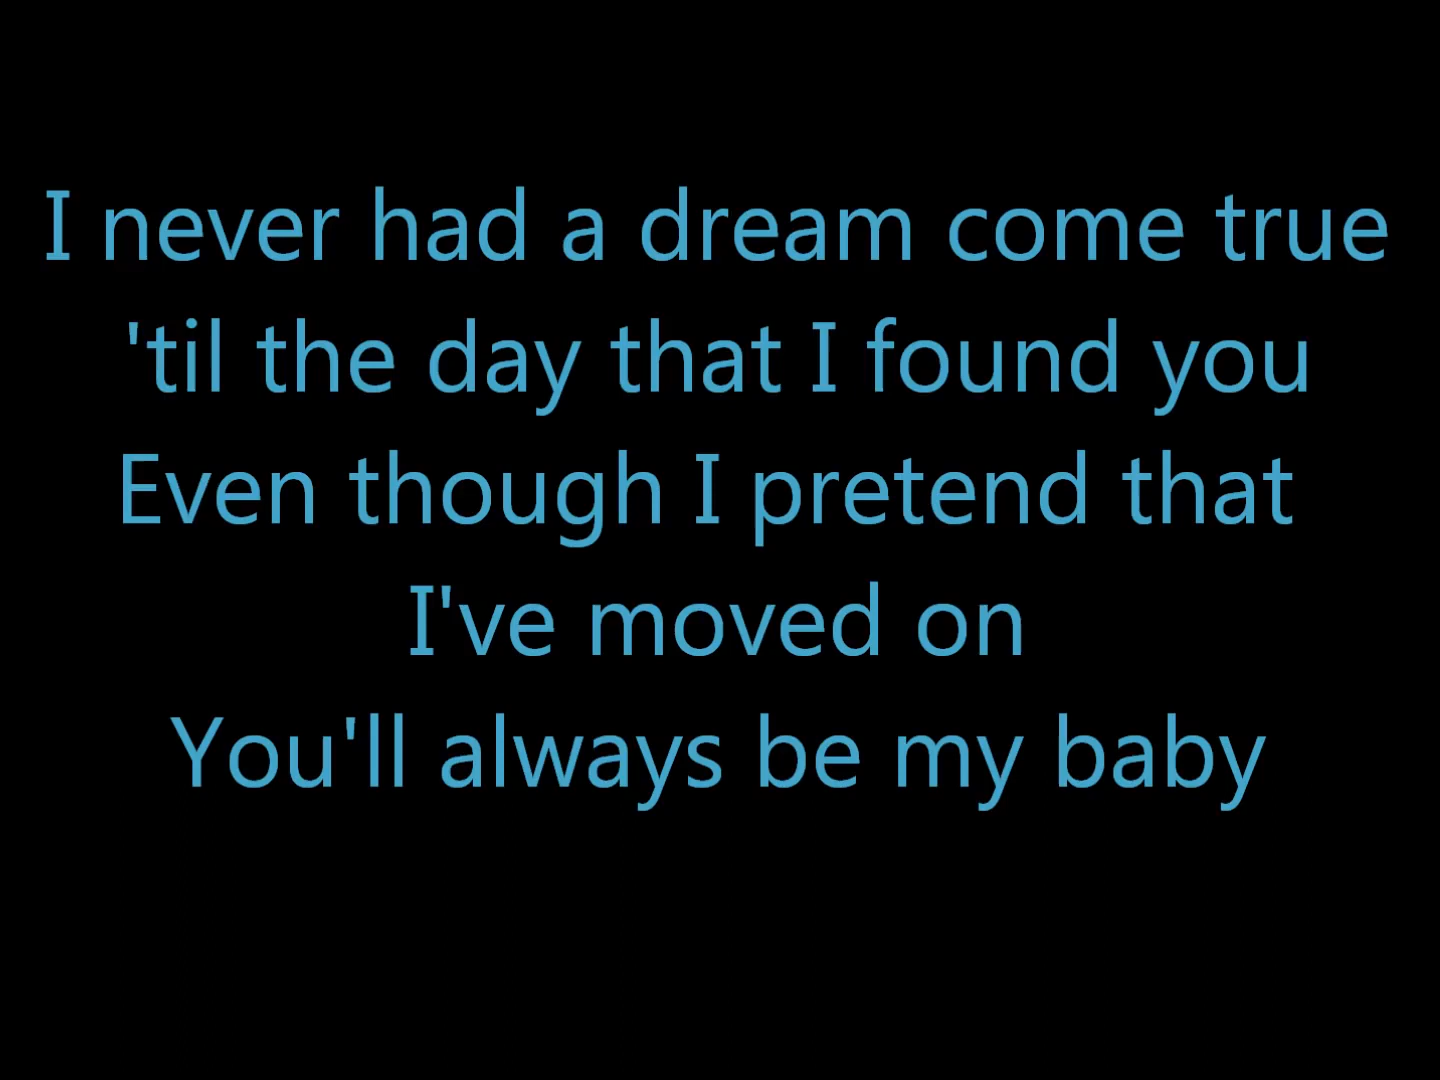 I never had a dream come true
'til the day that I found you
Even though I pretend that
I've moved on
You'll always be my baby